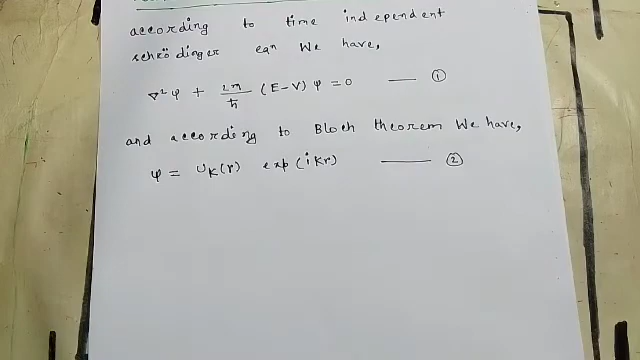 according to time independent
schrödinger eqn We have,
∇²ψ + 2m/ħ (E-V) ψ = 0 —— ①
and according to Bloch theorem We have,
ψ = U_K(r) exp(iKr) —— ②